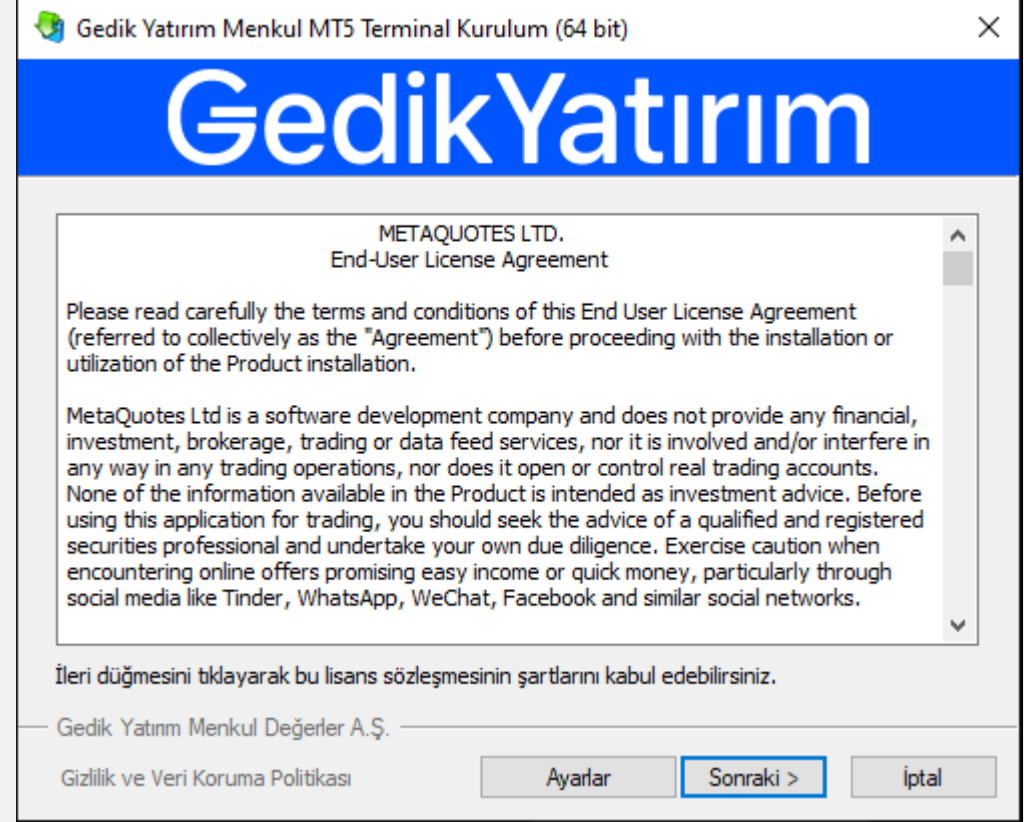 Gedik Yatırım Menkul MT5 Terminal Kurulum (64 bit)
GedikYatırım
METAQUOTES LTD.
End-User License Agreement
Please read carefully the terms and conditions of this End User License Agreement
(referred to collectively as the "Agreement") before proceeding with the installation or
utilization of the Product installation.
MetaQuotes Ltd is a software development company and does not provide any financial,
investment, brokerage, trading or data feed services, nor it is involved and/or interfere in
any way in any trading operations, nor does it open or control real trading accounts.
None of the information available in the Product is intended as investment advice. Before
using this application for trading, you should seek the advice of a qualified and registered
securities professional and undertake your own due diligence. Exercise caution when
encountering online offers promising easy income or quick money, particularly through
social media like Tinder, WhatsApp, WeChat, Facebook and similar social networks.
İleri düğmesini tıklayarak bu lisans sözleşmesinin şartlarını kabul edebilirsiniz.
Gedik Yatırım Menkul Değerler A.Ş.
Gizlilik ve Veri Koruma Politikası
Ayarlar
Sonraki >
İptal